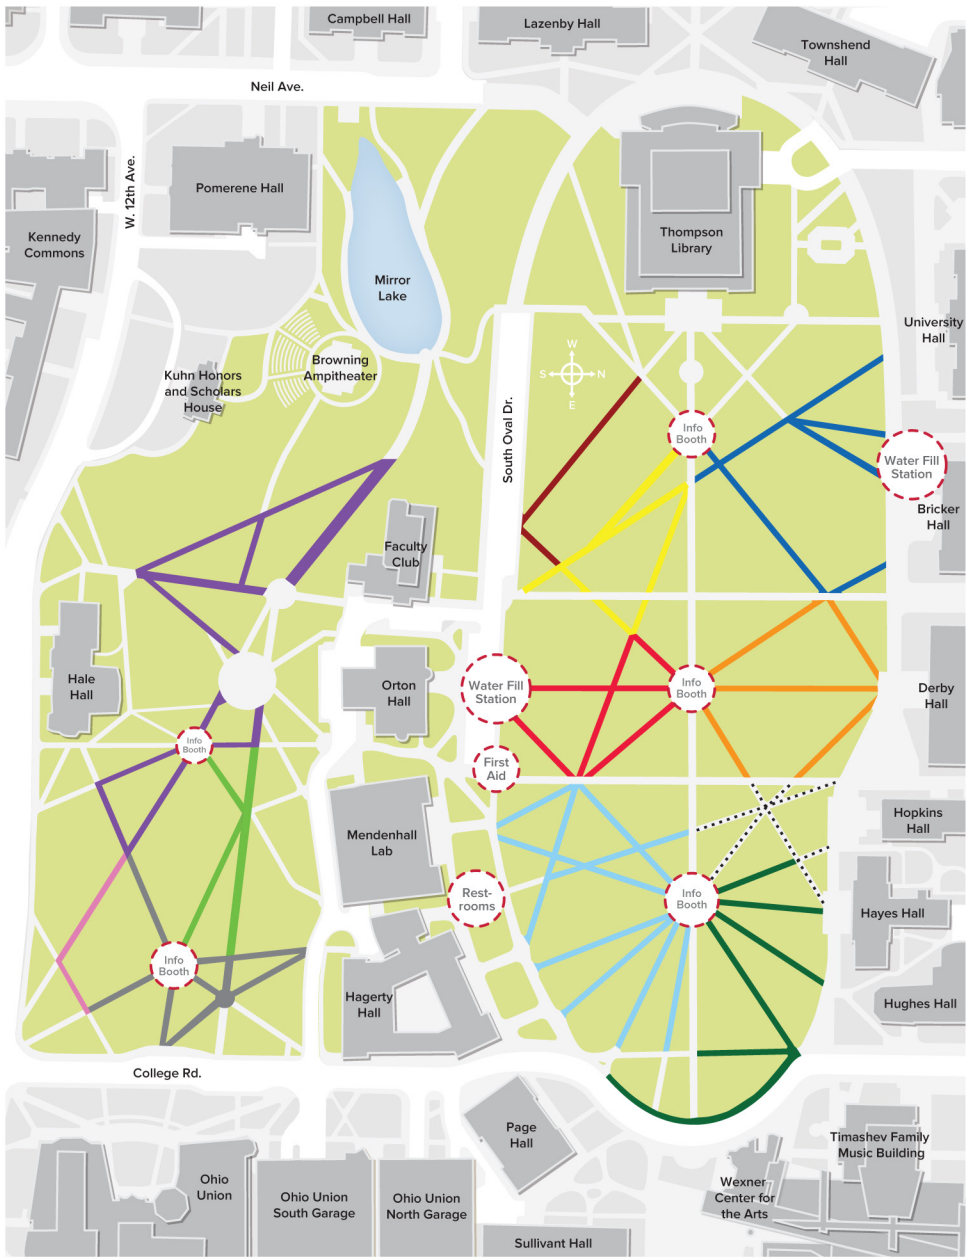 Campbell Hall
Lazenby Hall
Townshend
Hall
Neil Ave.
W. 12th Ave.
Pomerene Hall
Kennedy
Commons
Thompson
Library
Mirror
Lake
University
Hall
Browning
Ampitheater
Kuhn Honors
and Scholars
House
W
S
N
E
South Oval Dr.
Info
Booth
Water Fill
Station
Bricker
Hall
Faculty
Club
Hale
Hall
Orton
Hall
Water Fill
Station
Info
Booth
Derby
Hall
Info
Booth
First
Aid
Mendenhall
Lab
Hopkins
Hall
Rest-
rooms
Info
Booth
Hayes Hall
Info
Booth
Hagerty
Hall
Hughes Hall
College Rd.
Page
Hall
Timashev Family
Music Building
Ohio
Union
Ohio Union
South Garage
Ohio Union
North Garage
Wexner
Center for
the Arts
Sullivant Hall